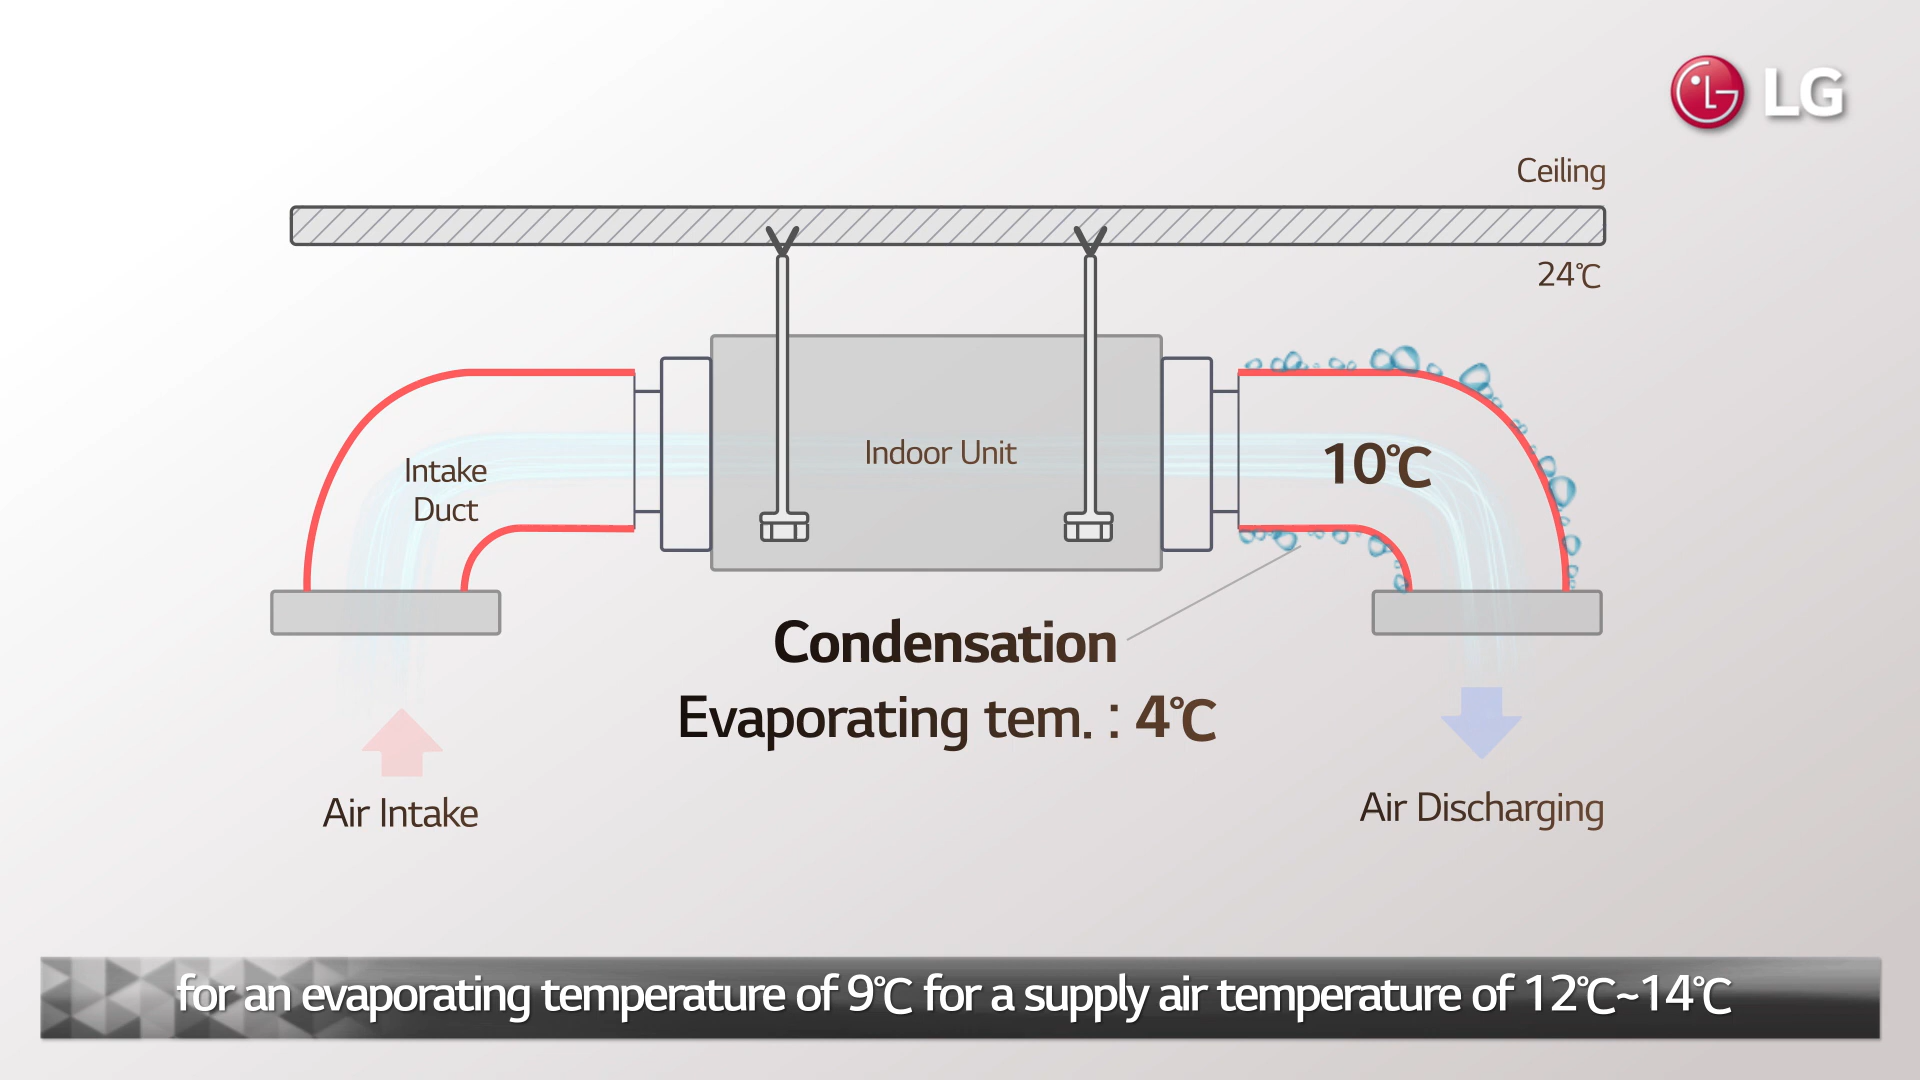 LG
Ceiling
24℃
Indoor Unit
10℃
Intake
Duct
Condensation
Evaporating tem. : 4℃
Air Intake
Air Discharging
for an evaporating temperature of 9℃ for a supply air temperature of 12℃~14℃